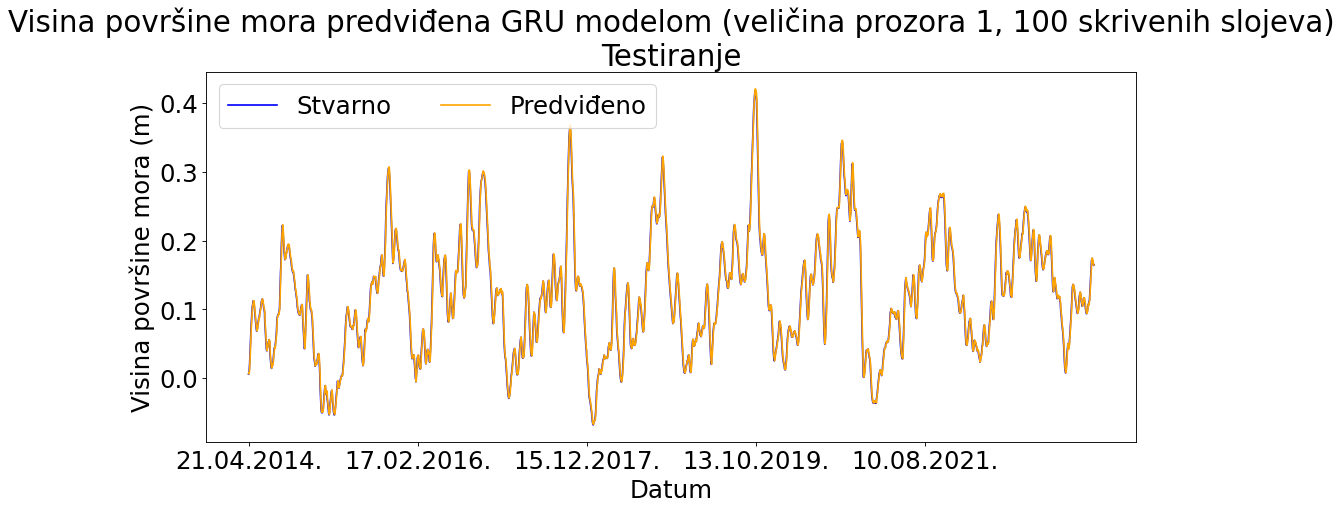 Visina površine mora predviđena GRU modelom (veličina prozora 1, 100 skrivenih slojeva)
Testiranje
Stvarno
Predviđeno
Visina površine mora (m)
0.4
0.3
0.2
0.1
0.0
21.04.2014.
17.02.2016.
15.12.2017.
13.10.2019.
10.08.2021.
Datum